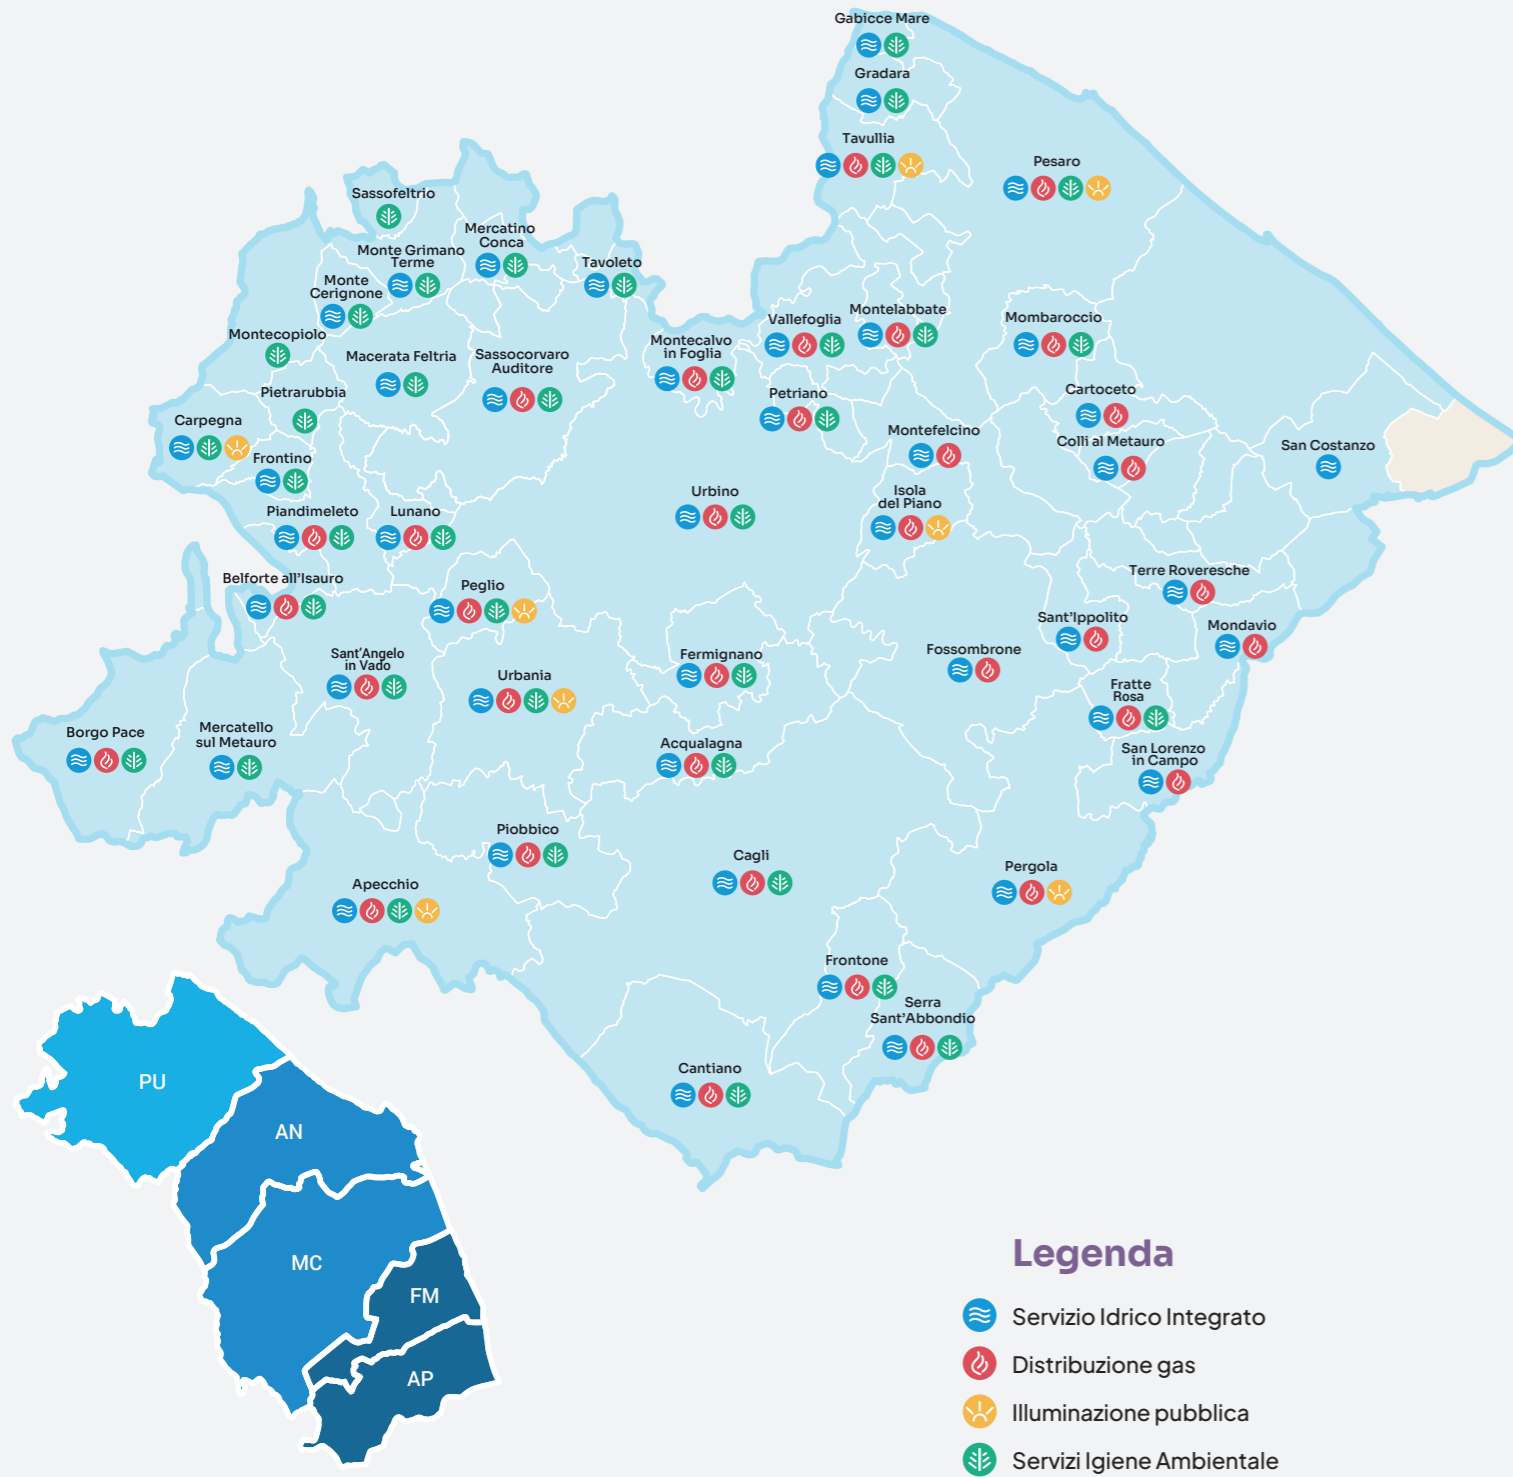 Gabicce Mare
Gradara
Tavullia
Pesaro
Sassofeltrio
Mercatino
Conca
Monte Grimano
Terme
Tavoleto
Monte
Cerignone
Montecopiolo
Macerata Feltria
Sassocorvaro
Auditore
Montecalvo
in Foglia
Vallefoglia
Montelabbate
Mombaroccio
Pietrarubbia
Petriano
Cartoceto
Carpegna
Montefelcino
Colli al Metauro
San Costanzo
Frontino
Urbino
Isola
del Piano
Piandimeleto
Lunano
Belforte all'Isauro
Peglio
Terre Roveresche
Sant'Ippolito
Mondavio
Sant'Angelo
in Vado
Urbania
Fermignano
Fossombrone
Fratte
Rosa
Borgo Pace
Mercatello
sul Metauro
Acqualagna
San Lorenzo
in Campo
Piobbico
Cagli
Pergola
Apecchio
Frontone
Serra
Sant'Abbondio
Cantiano
PU
AN
MC
FM
AP
Legenda
Servizio Idrico Integrato
Distribuzione gas
Illuminazione pubblica
Servizi Igiene Ambientale